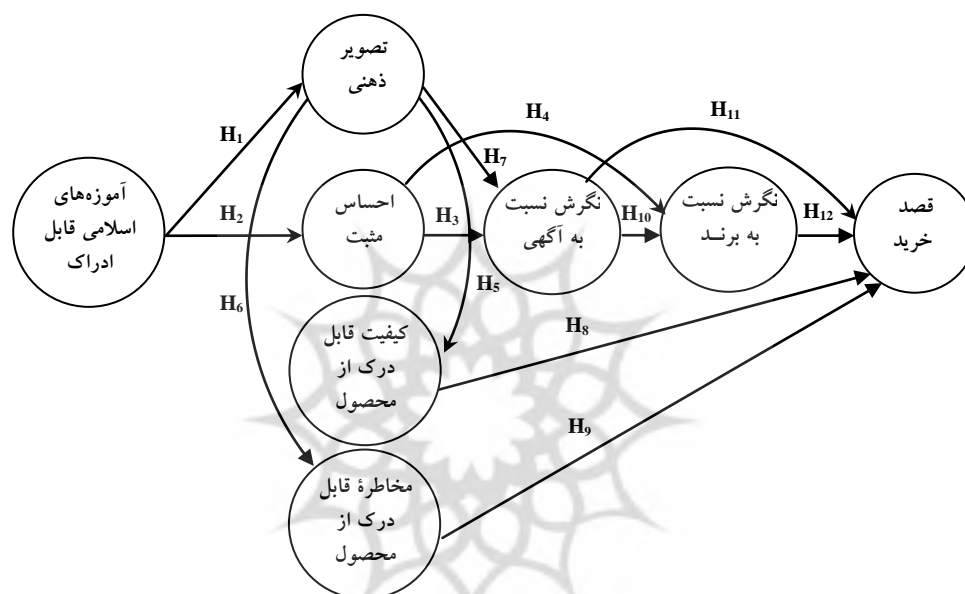 تصویر
ذهنی
H₁
H₄
H₁₁
H₇
آموزه‌های
اسلامی قابل
ادراک
H₂
احساس
مثبت
H₃
نگرش نسبت
به آگهی
H₁₀
نگرش نسبت
به برنـد
H₁₂
قصد
خرید
H₆
H₅
کیفیت قابل
درک از
محصول
H₈
H₉
مخاطرۀ قابل
درک از
محصول